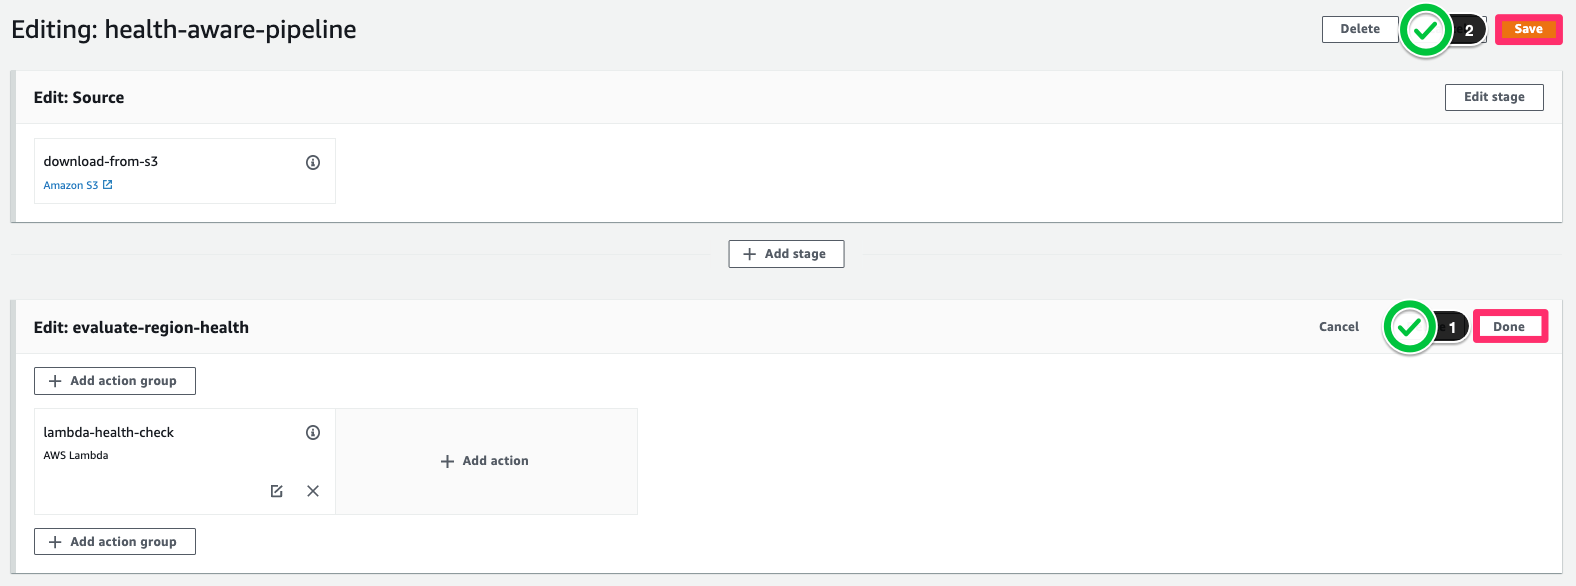 Editing: health-aware-pipeline
Delete
2
Save
Edit: Source
Edit stage
download-from-s3
Amazon S3
Add stage
Edit: evaluate-region-health
Cancel
1
Done
Add action group
lambda-health-check
AWS Lambda
Add action
Add action group